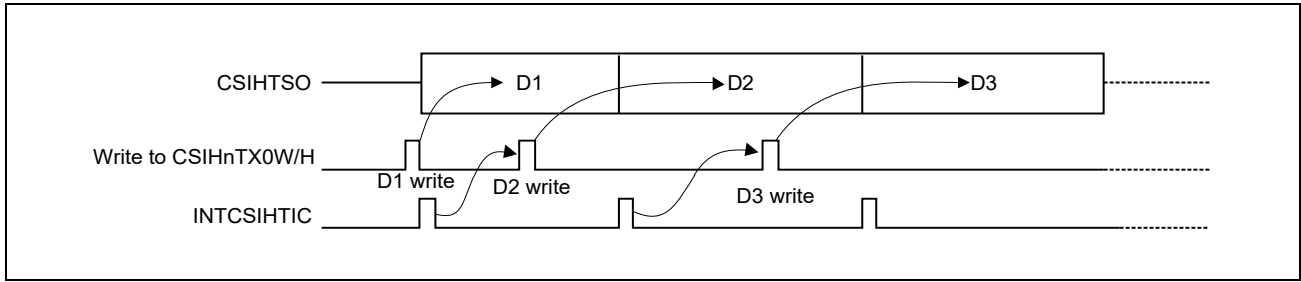 CSIHTSO
D1
D2
D3
Write to CSIHnTX0W/H
D1 write
D2 write
D3 write
INTCSIHTIC